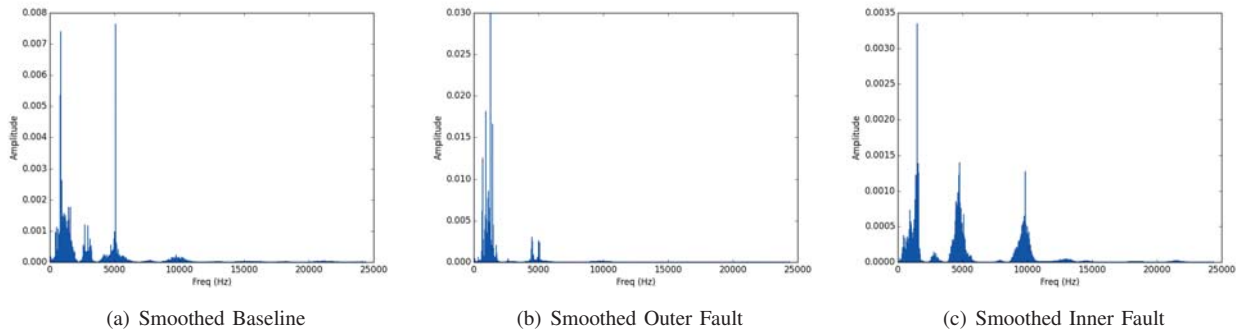 0.008
0.007
0.006
0.005
0.004
0.003
0.002
0.001
0.000
Amplitude
0 5000 10000 15000 20000 25000
Freq (Hz)
(a) Smoothed Baseline
0.030
0.025
0.020
0.015
0.010
0.005
0.000
Amplitude
0 5000 10000 15000 20000 25000
Freq (Hz)
(b) Smoothed Outer Fault
0.0035
0.0030
0.0025
0.0020
0.0015
0.0010
0.0005
0.0000
Amplitude
0 5000 10000 15000 20000 25000
Freq (Hz)
(c) Smoothed Inner Fault